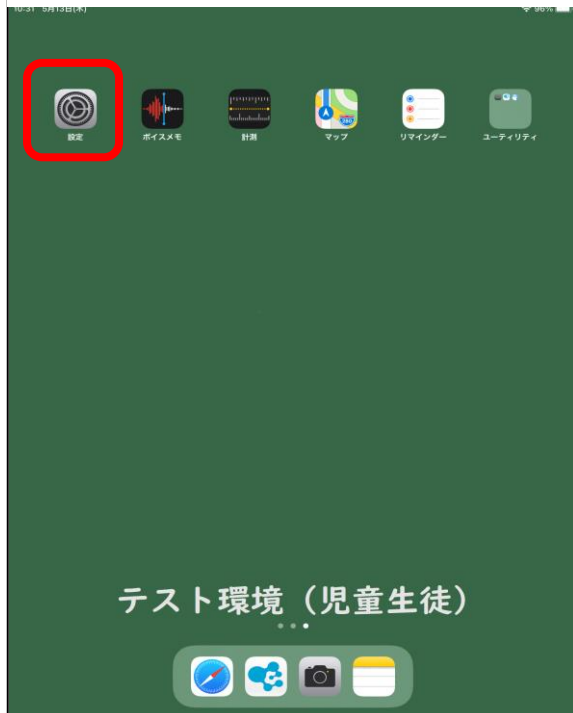 10:31 5月13日(木) 96%
設定 ボイスメモ 計測 マップ リマインダー ユーティリティ
テスト環境（児童生徒）